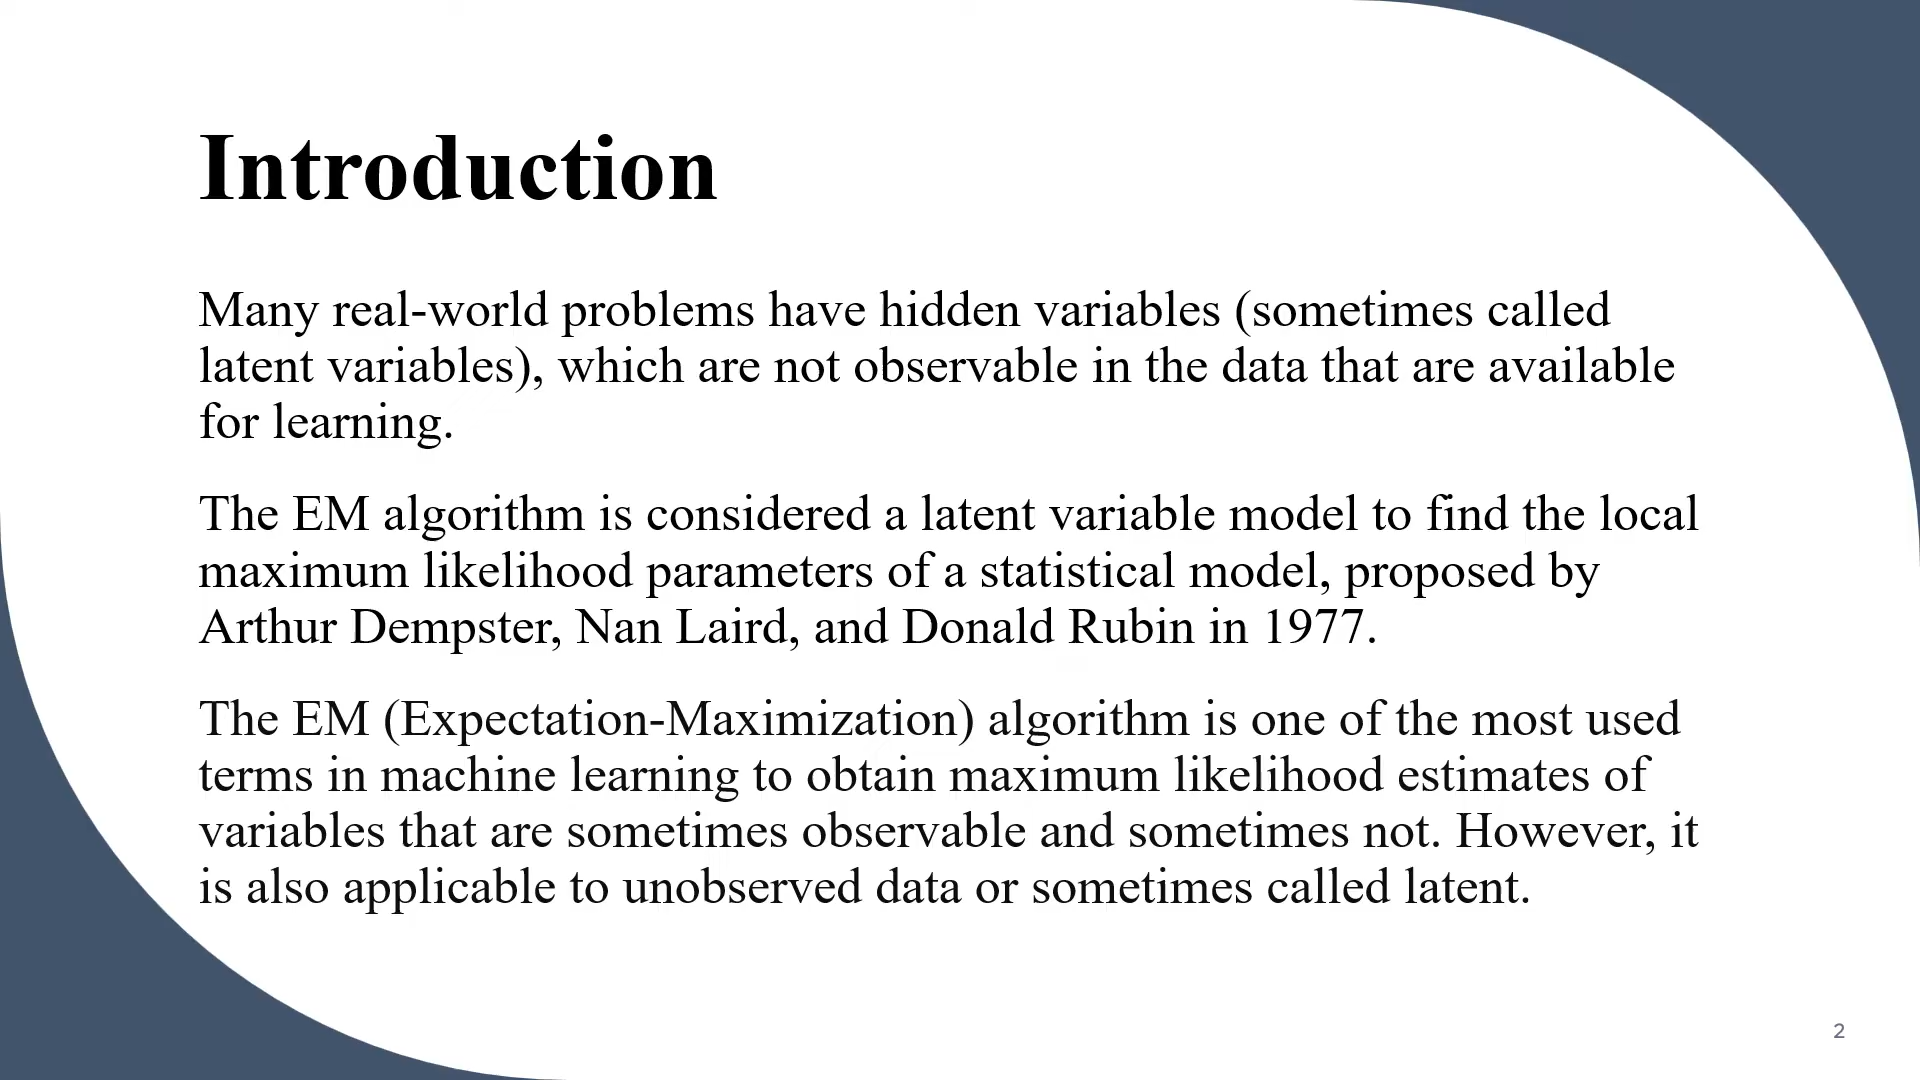 Introduction
Many real-world problems have hidden variables (sometimes called
latent variables), which are not observable in the data that are available
for learning.
The EM algorithm is considered a latent variable model to find the local
maximum likelihood parameters of a statistical model, proposed by
Arthur Dempster, Nan Laird, and Donald Rubin in 1977.
The EM (Expectation-Maximization) algorithm is one of the most used
terms in machine learning to obtain maximum likelihood estimates of
variables that are sometimes observable and sometimes not. However, it
is also applicable to unobserved data or sometimes called latent.
2